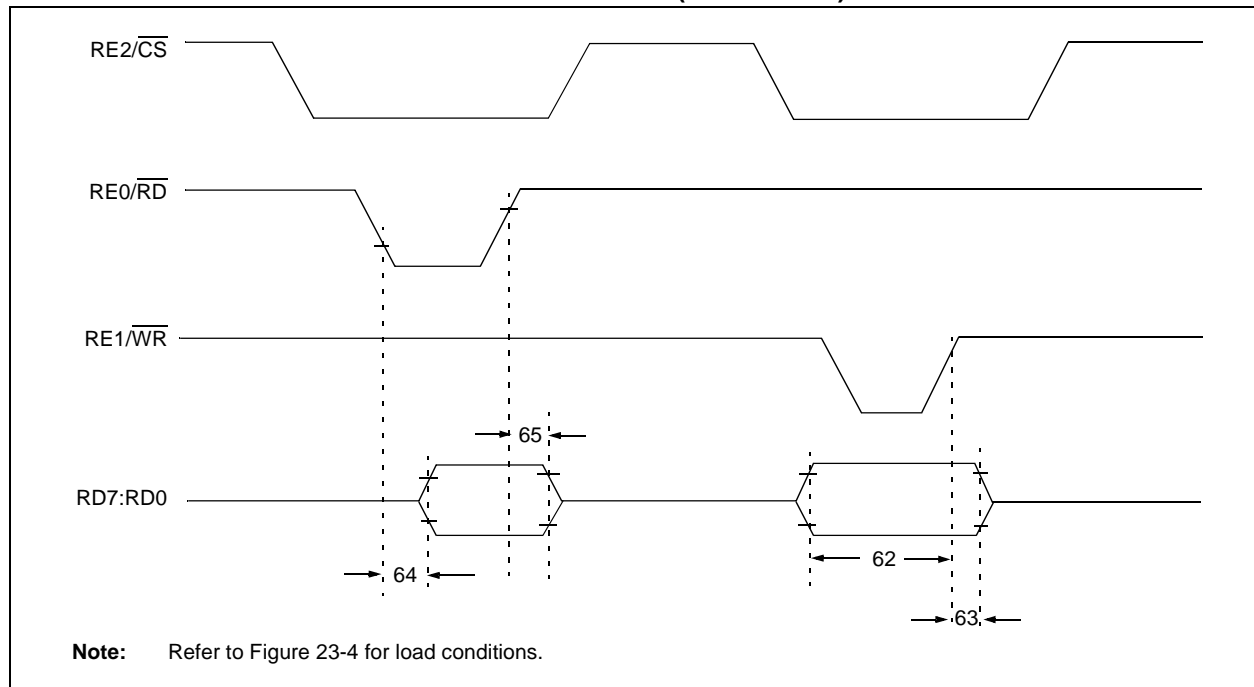 RE2/CS
RE0/RD
RE1/WR
65
RD7:RD0
62
64
63
Note: Refer to Figure 23-4 for load conditions.